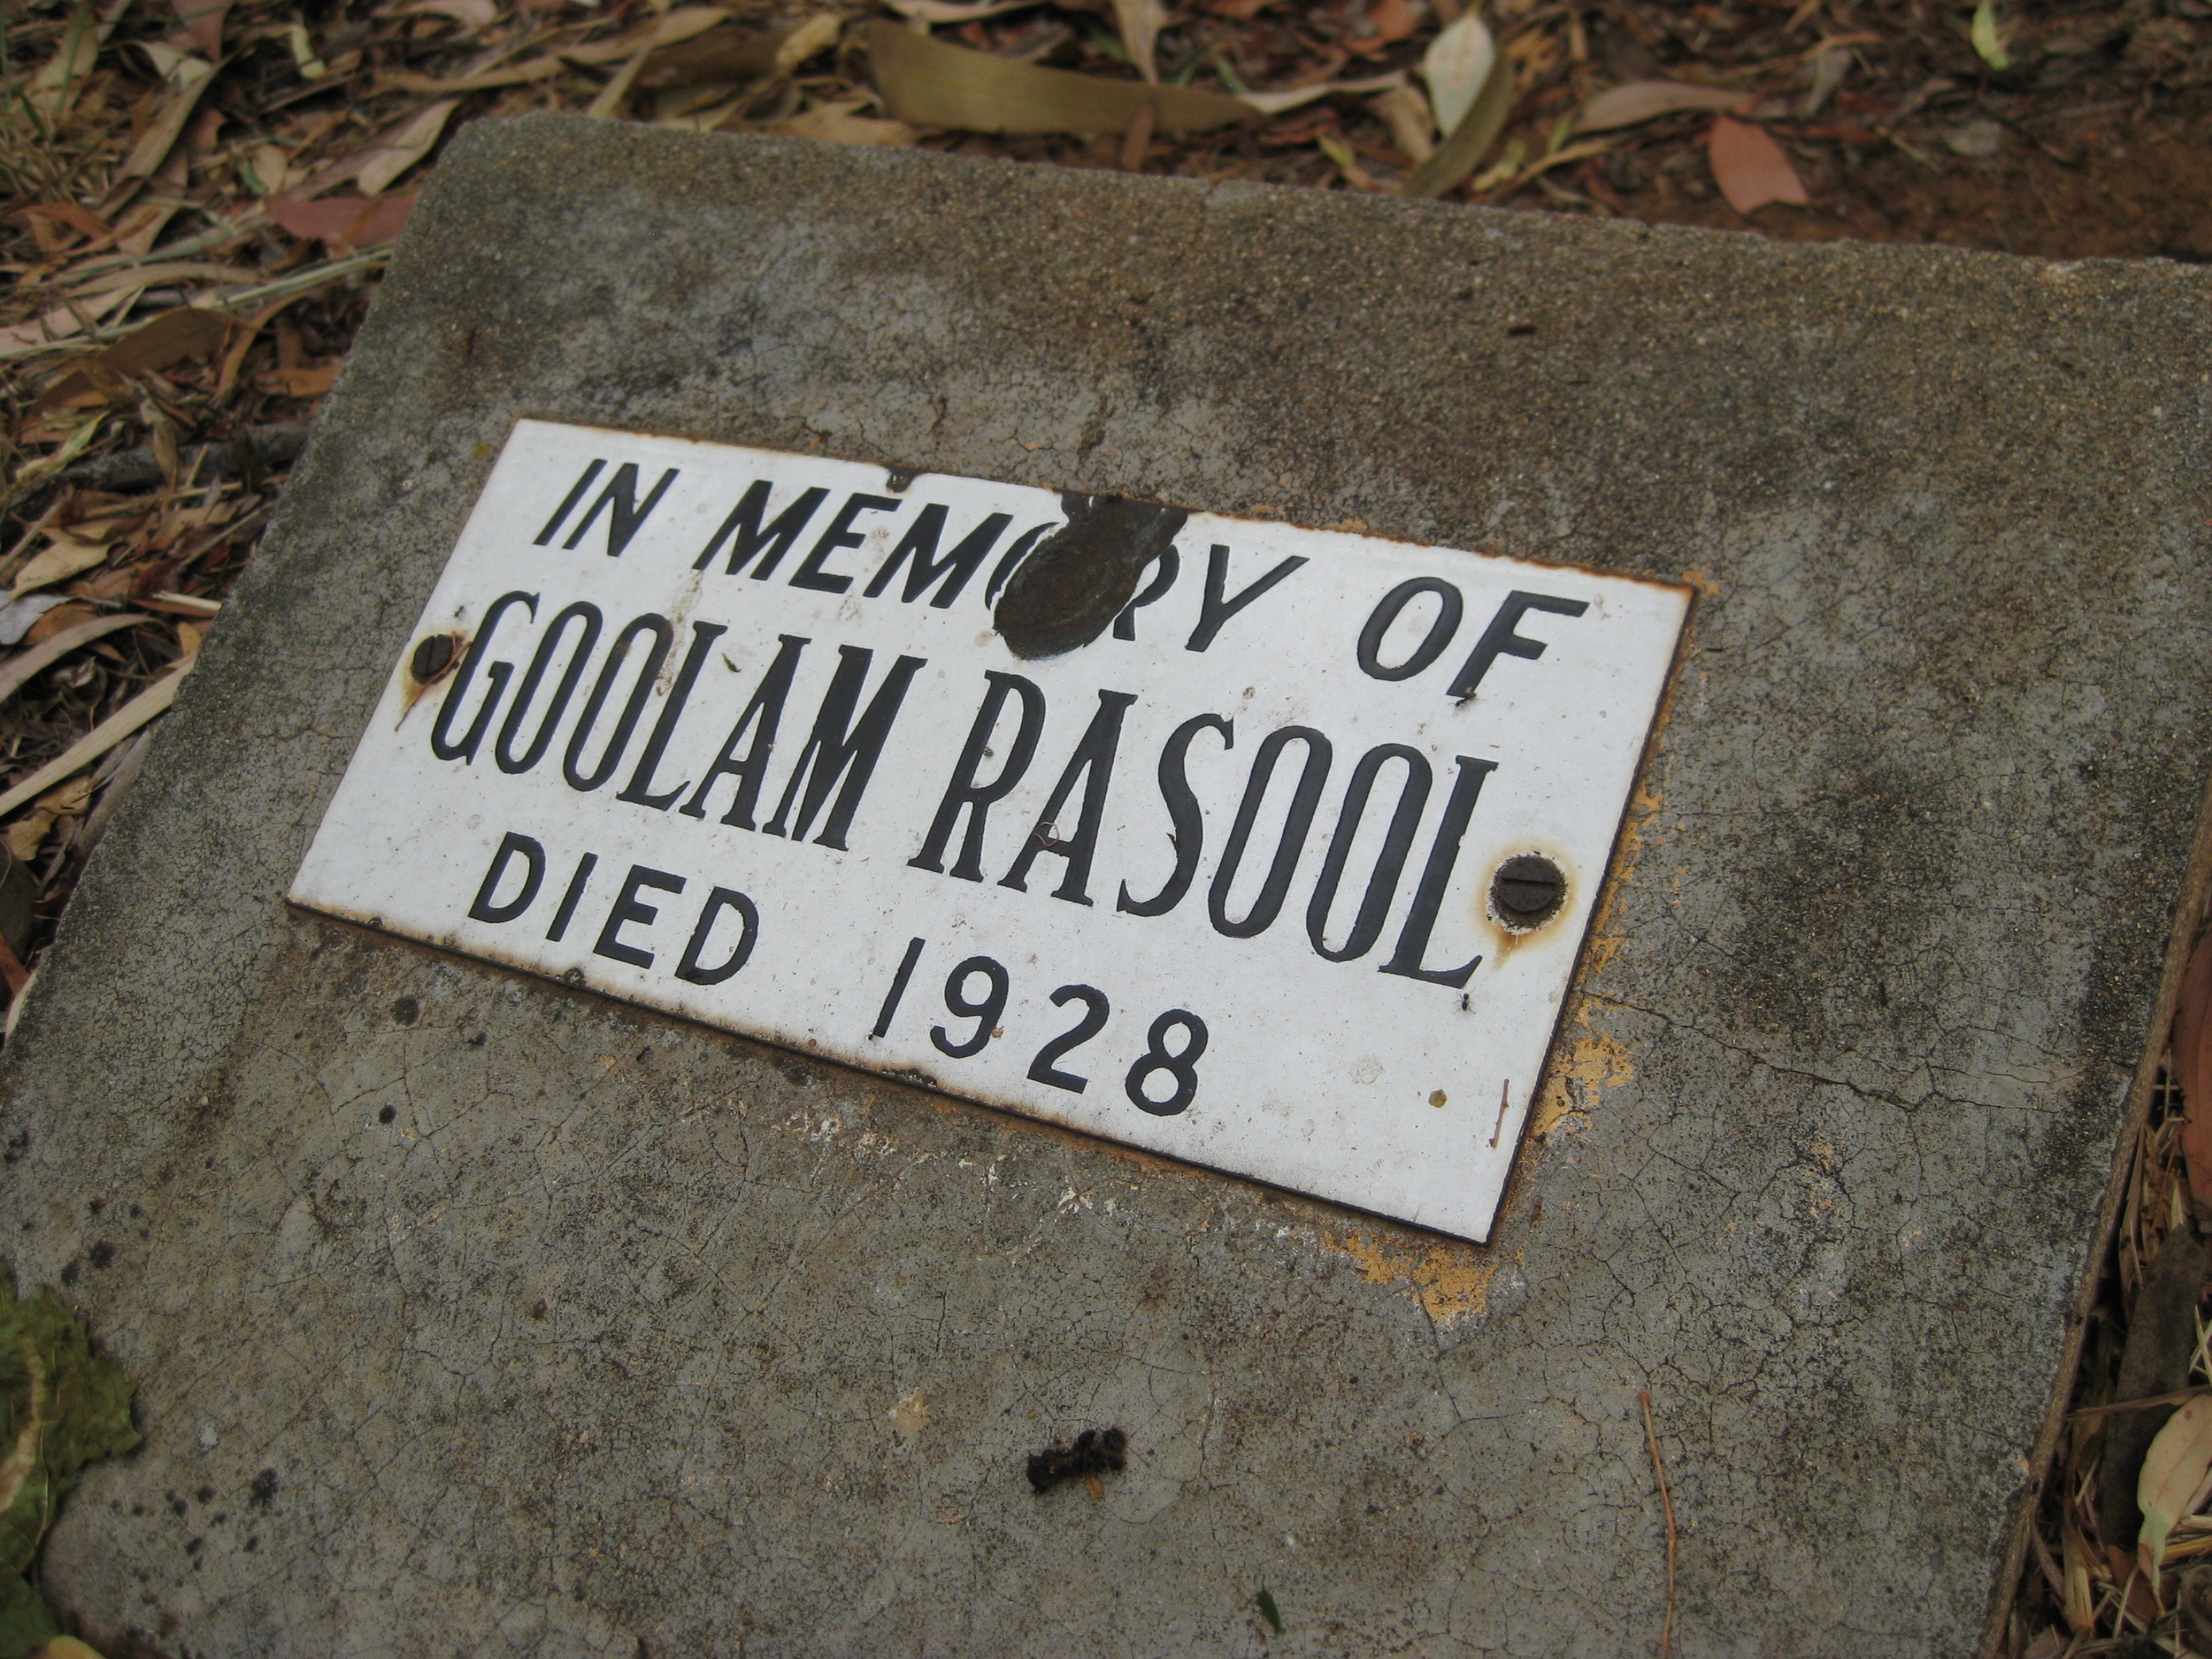 IN MEMORY OF
GOOLAM RASOOL
DIED 1928